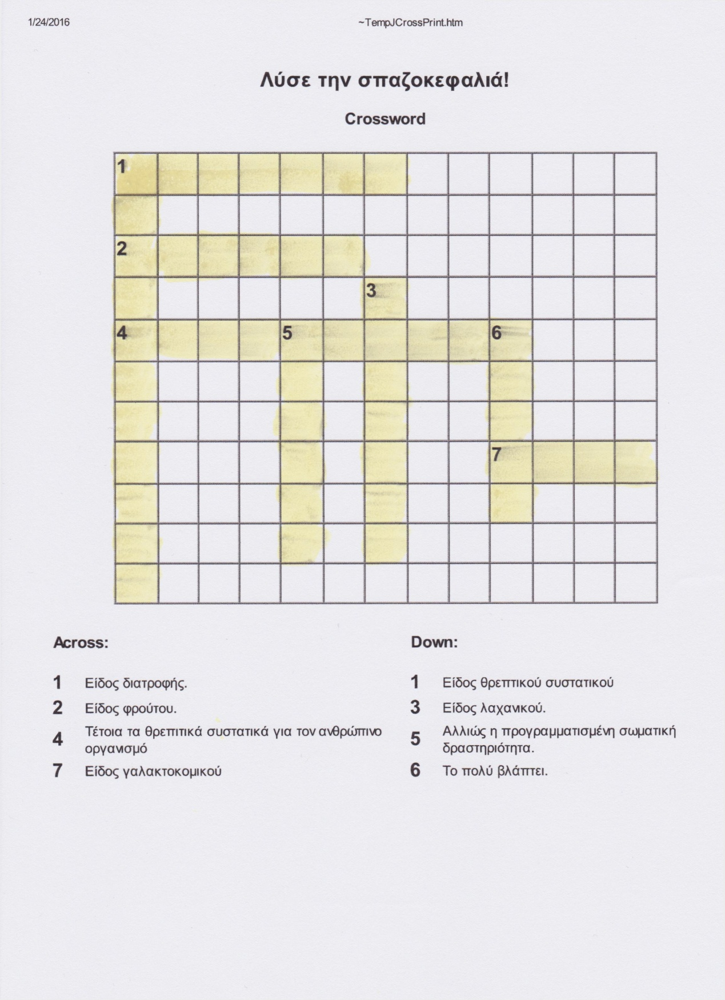 1/24/2016 ~TempJCrossPrint.htm
Λύσε την σπαζοκεφαλιά!
Crossword
1
2
3
4 5 6
7
Across:
1 Είδος διατροφής.
2 Είδος φρούτου.
4 Τέτοια τα θρεπιτικά συστατικά για τον ανθρώπινο
οργανισμό
7 Είδος γαλακτοκομικού
Down:
1 Είδος θρεπτικού συστατικού
3 Είδος λαχανικού.
5 Αλλιώς η προγραμματισμένη σωματική
δραστηριότητα.
6 Το πολύ βλάπτει.